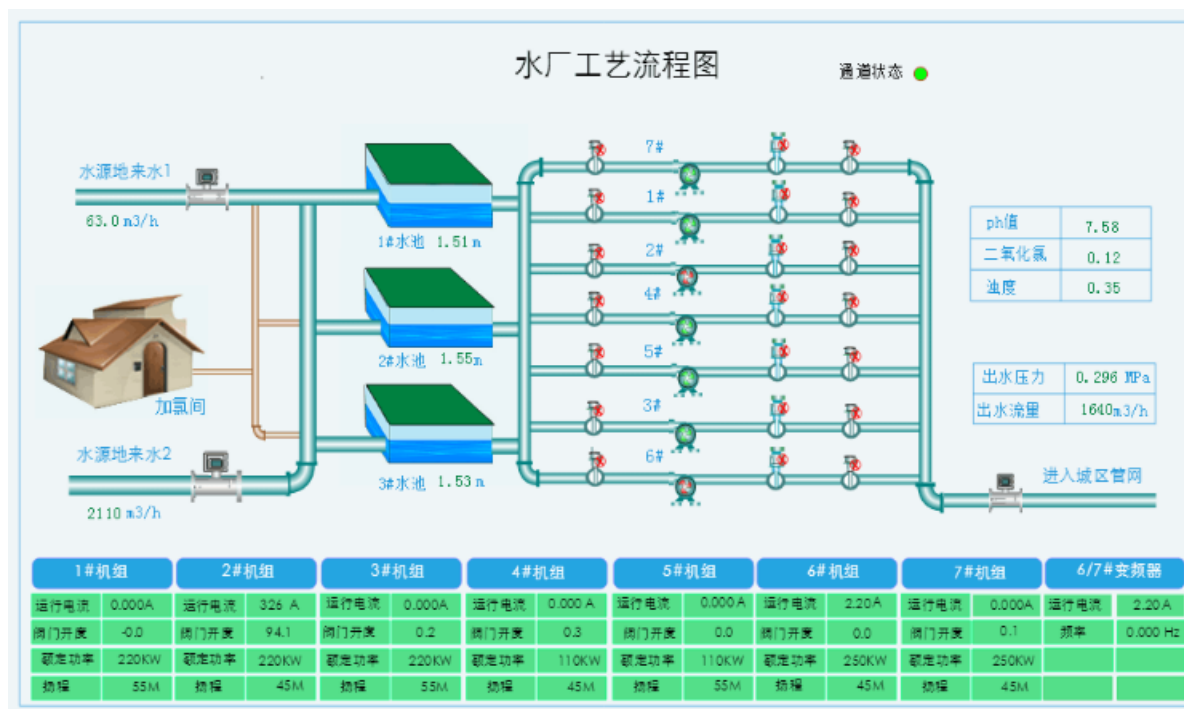 水厂工艺流程图
通道状态
水源地来水1
63.0 m3/h
1#水池 1.51 m
2#水池 1.55m
3#水池 1.53 m
加氯间
水源地来水2
2110 m3/h
7#
1#
2#
4#
5#
3#
6#
ph值 7.58
二氧化氯 0.12
浊度 0.35
出水压力 0.296 MPa
出水流量 1640m3/h
进入城区管网
1#机组 2#机组 3#机组 4#机组 5#机组 6#机组 7#机组 6/7#变频器
运行电流 0.000A 运行电流 326 A 运行电流 0.000A 运行电流 0.000 A 运行电流 0.000A 运行电流 2.20A 运行电流 0.000A 运行电流 2.20A
阀门开度 -0.0 阀门开度 94.1 阀门开度 0.2 阀门开度 0.3 阀门开度 0.0 阀门开度 0.0 阀门开度 0.1 频率 0.000 Hz
额定功率 220KW 额定功率 220KW 额定功率 220KW 额定功率 110KW 额定功率 110KW 额定功率 250KW 额定功率 250KW
扬程 55M 扬程 45M 扬程 55M 扬程 45M 扬程 55M 扬程 45M 扬程 45M